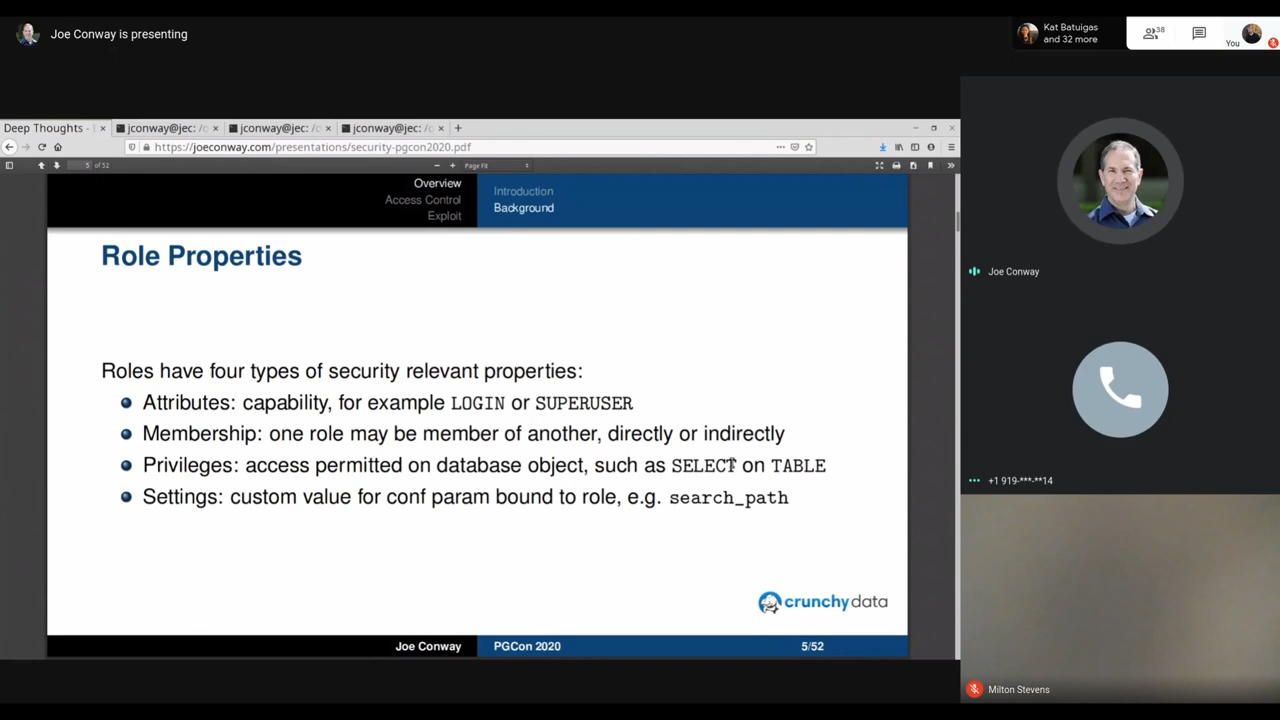 Joe Conway is presenting
Kat Batuigas
and 32 more
38
You
Deep Thoughts -
jconway@jec: /
jconway@jec: /
jconway@jec: /
https://joeconway.com/presentations/security-pgcon2020.pdf
5 of 52
Page Fit
Overview
Access Control
Exploit
Introduction
Background
Role Properties
Roles have four types of security relevant properties:
Attributes: capability, for example LOGIN or SUPERUSER
Membership: one role may be member of another, directly or indirectly
Privileges: access permitted on database object, such as SELECT on TABLE
Settings: custom value for conf param bound to role, e.g. search_path
crunchy data
Joe Conway
PGCon 2020
5/52
Joe Conway
+1 919-***-**14
Milton Stevens